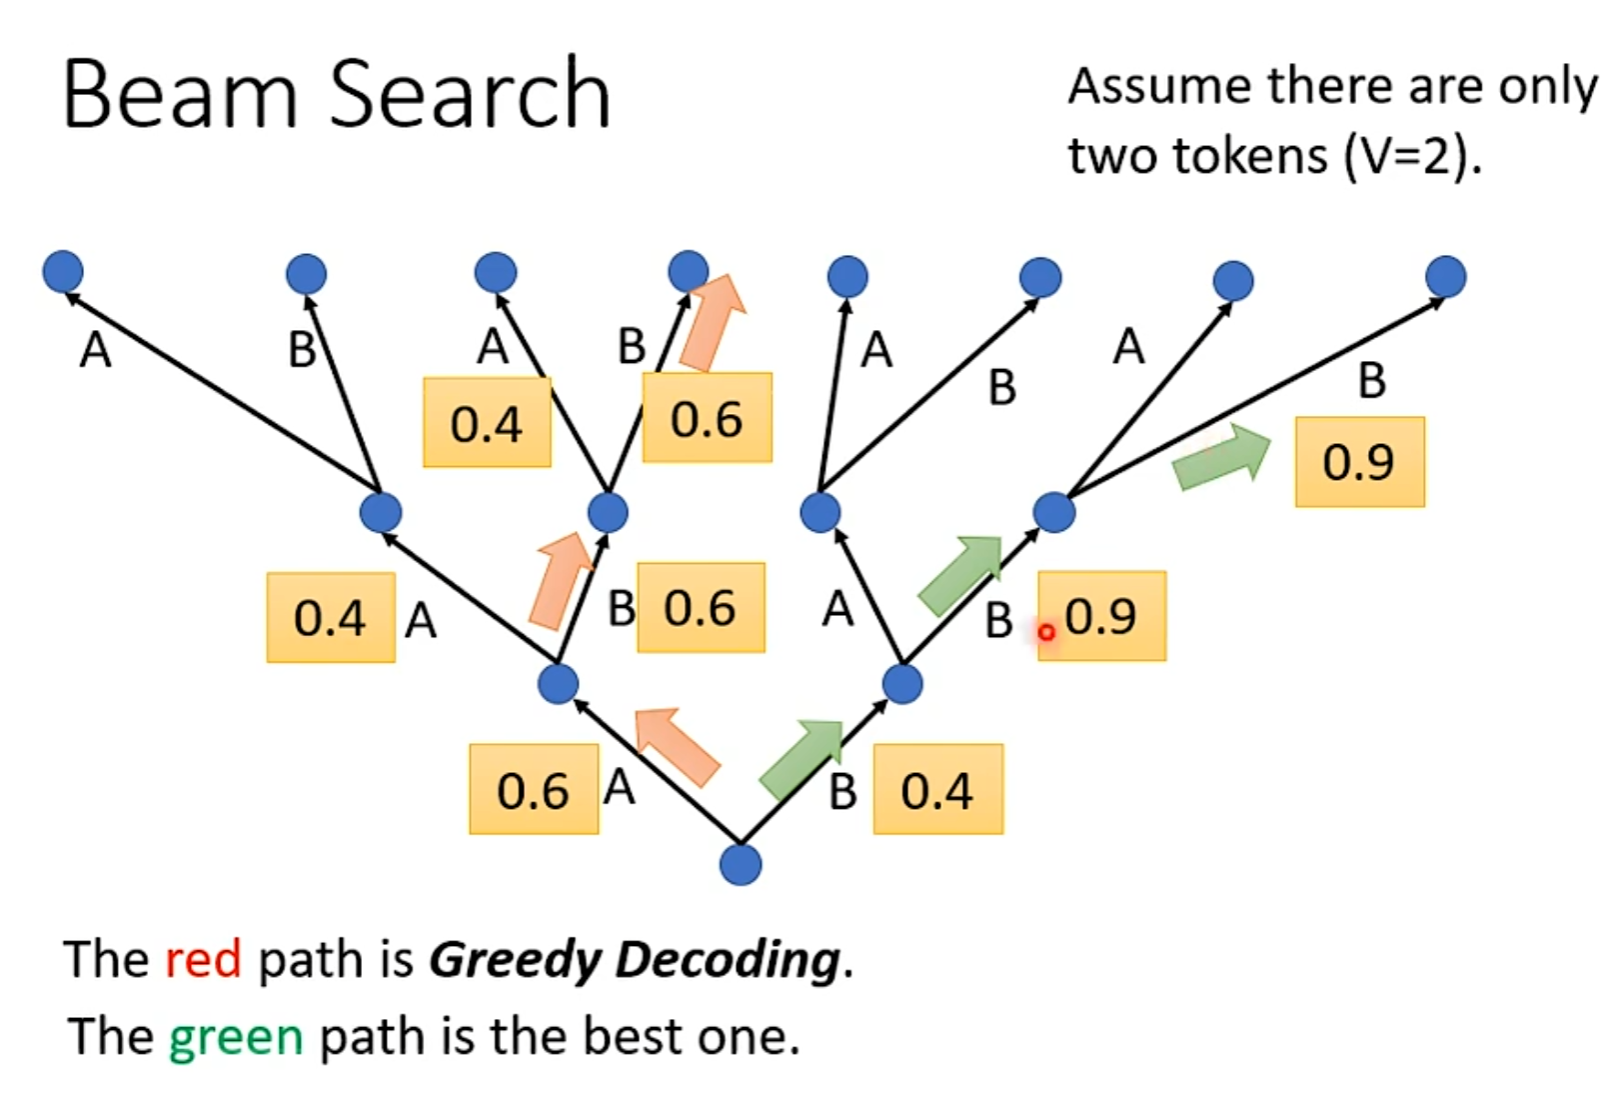 Beam Search
Assume there are only
two tokens (V=2).
A
B
A
B
A
B
A
B
0.4
0.6
0.9
0.4
A
B
0.6
A
B
0.9
0.6
A
B
0.4
The red path is Greedy Decoding.
The green path is the best one.